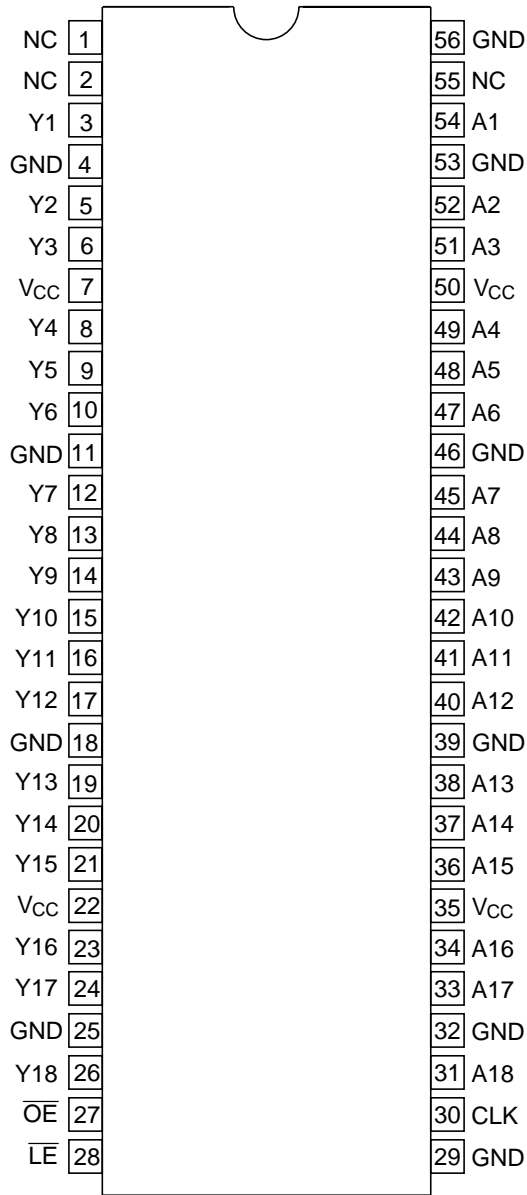 NC 1 56 GND
NC 2 55 NC
Y1 3 54 A1
GND 4 53 GND
Y2 5 52 A2
Y3 6 51 A3
VCC 7 50 VCC
Y4 8 49 A4
Y5 9 48 A5
Y6 10 47 A6
GND 11 46 GND
Y7 12 45 A7
Y8 13 44 A8
Y9 14 43 A9
Y10 15 42 A10
Y11 16 41 A11
Y12 17 40 A12
GND 18 39 GND
Y13 19 38 A13
Y14 20 37 A14
Y15 21 36 A15
VCC 22 35 VCC
Y16 23 34 A16
Y17 24 33 A17
GND 25 32 GND
Y18 26 31 A18
O̅E̅ 27 30 CLK
L̅E̅ 28 29 GND